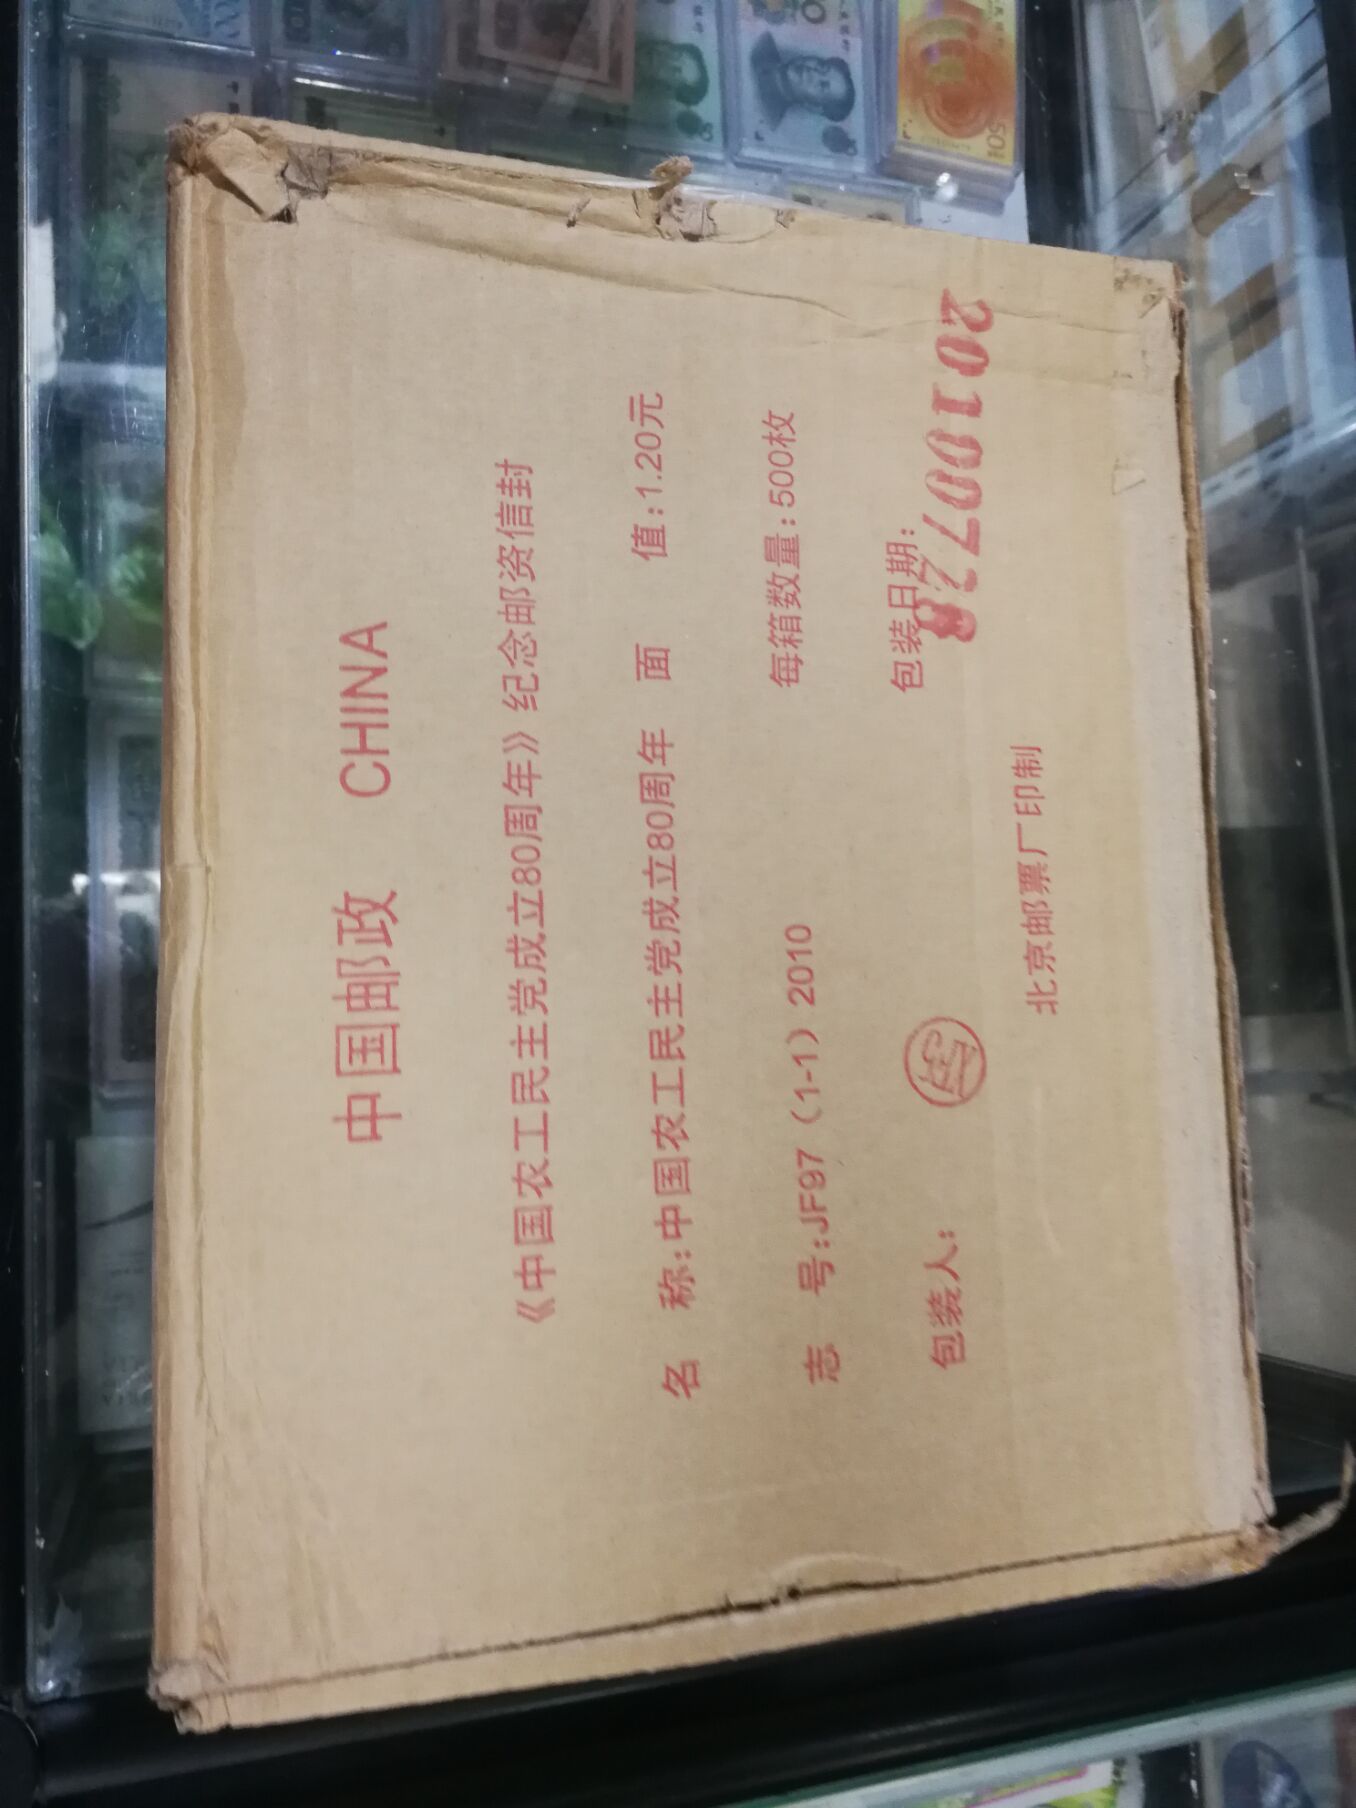 中国邮政 CHINA
《中国农工民主党成立80周年》纪念邮资信封
名 称:中国农工民主党成立80周年 面 值:1.20元
志 号:JF97(1-1)2010 每箱数量:500枚
包装人: 包装日期:
20100728
北京邮票厂印制